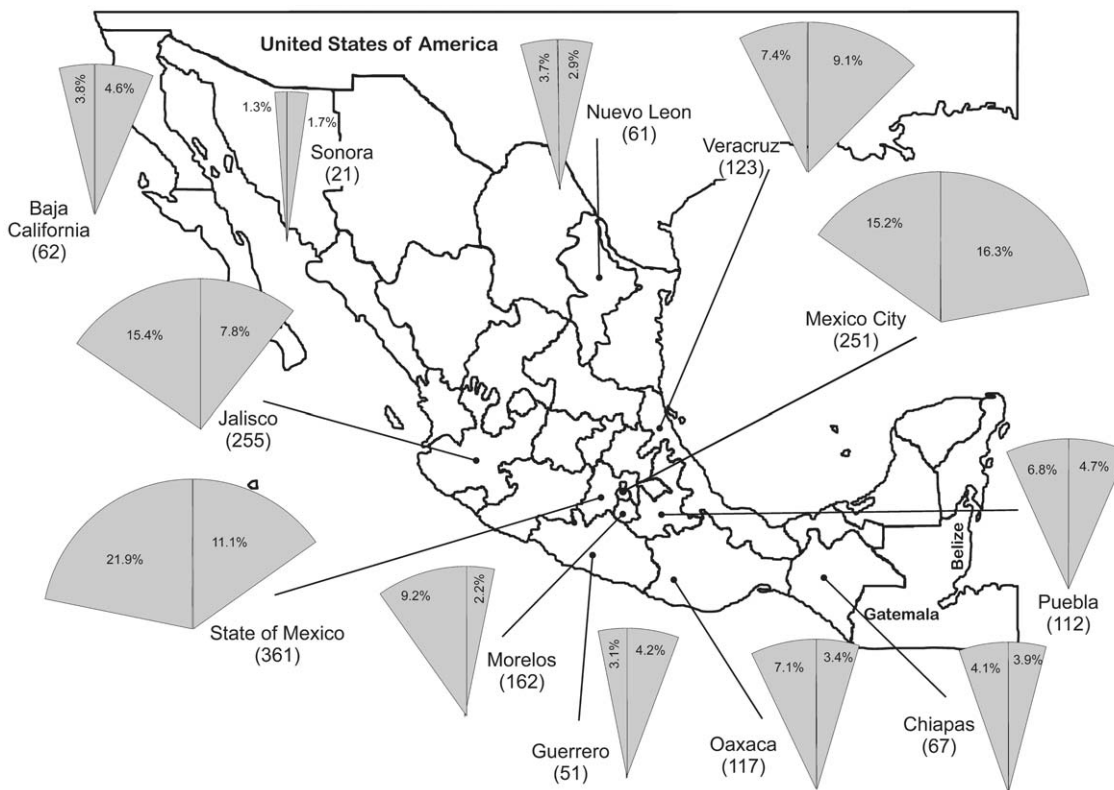 United States of America
3.8%
4.6%
Baja
California
(62)
1.3%
1.7%
Sonora
(21)
3.7%
2.9%
Nuevo Leon
(61)
7.4%
9.1%
Veracruz
(123)
15.2%
16.3%
Mexico City
(251)
15.4%
7.8%
Jalisco
(255)
21.9%
11.1%
State of Mexico
(361)
9.2%
2.2%
Morelos
(162)
3.1%
4.2%
Guerrero
(51)
7.1%
3.4%
Oaxaca
(117)
4.1%
3.9%
Chiapas
(67)
6.8%
4.7%
Puebla
(112)
Belize
Gatemala